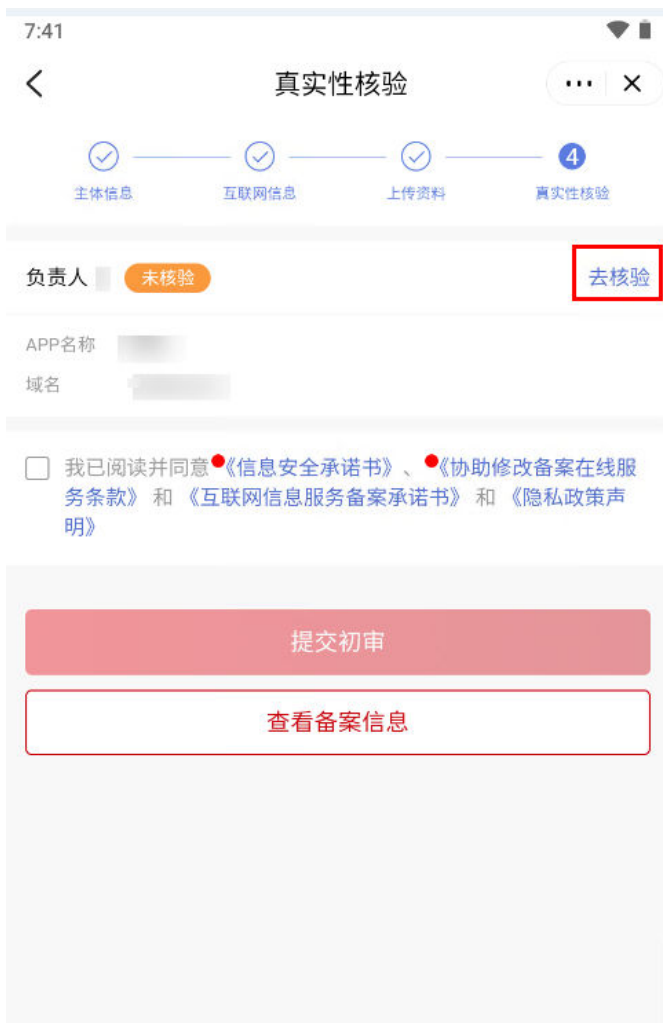 7:41
真实性核验
4
主体信息 互联网信息 上传资料 真实性核验
负责人 未核验 去核验
APP名称
域名
我已阅读并同意《信息安全承诺书》、《协助修改备案在线服
务条款》 和 《互联网信息服务备案承诺书》 和 《隐私政策声
明》
提交初审
查看备案信息